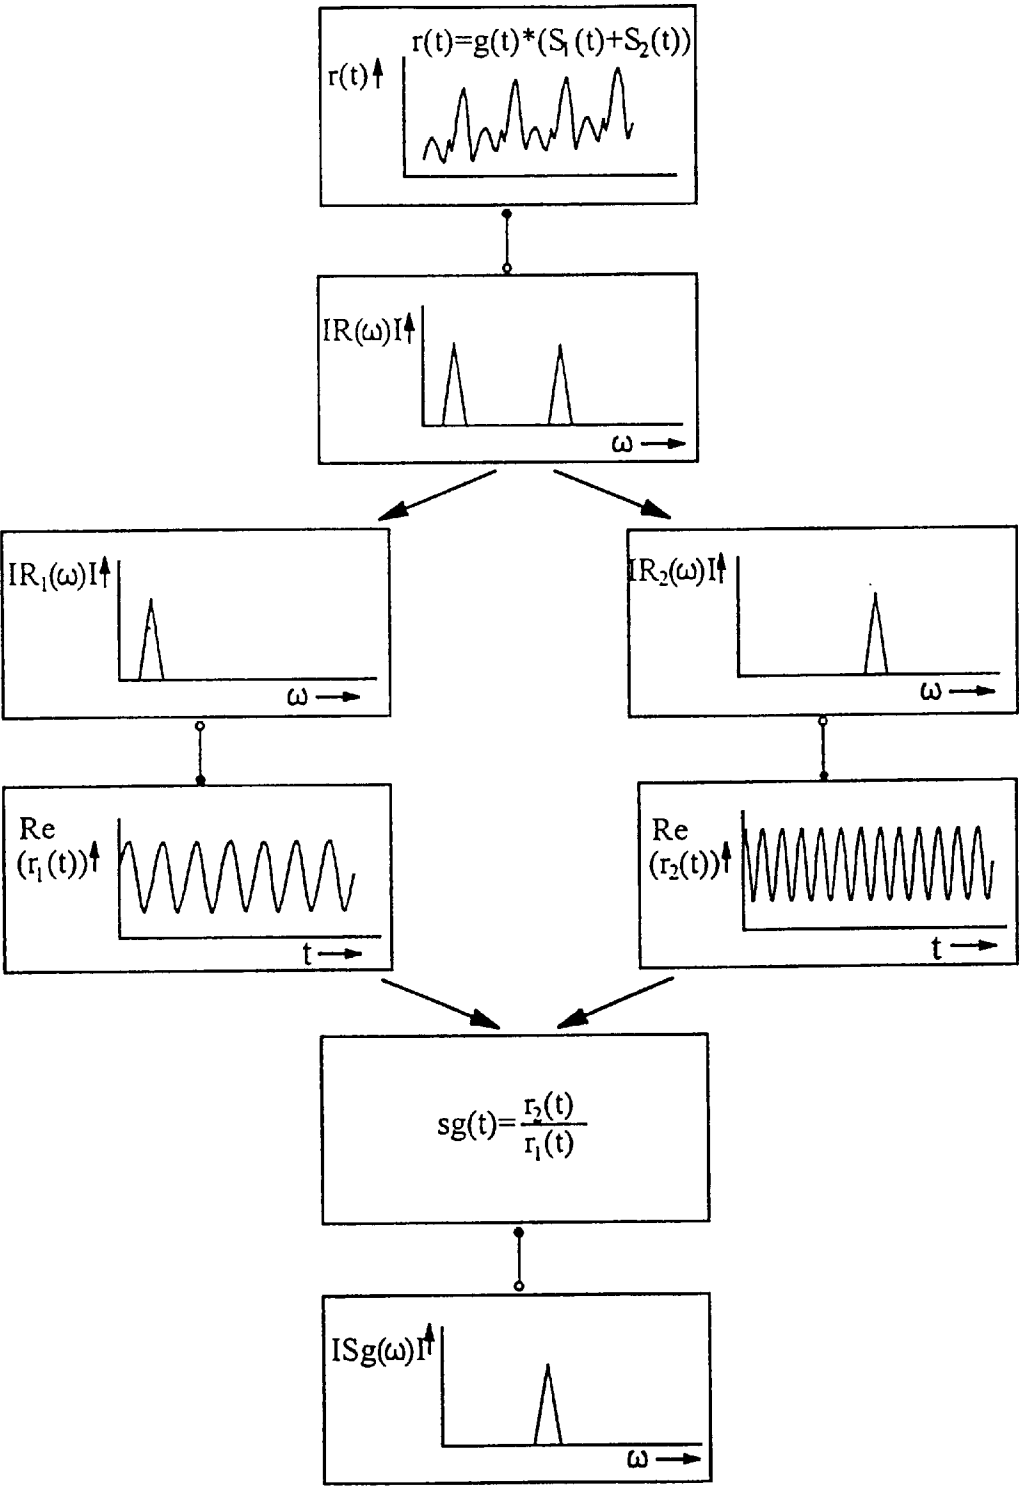 r(t)=g(t)*(S₁(t)+S₂(t))
r(t)
IR(ω)I
ω
IR₁(ω)I
ω
IR₂(ω)I
ω
Re
(r₁(t))
t
Re
(r₂(t))
t
sg(t)=r₂(t)
r₁(t)
ISg(ω)I
ω